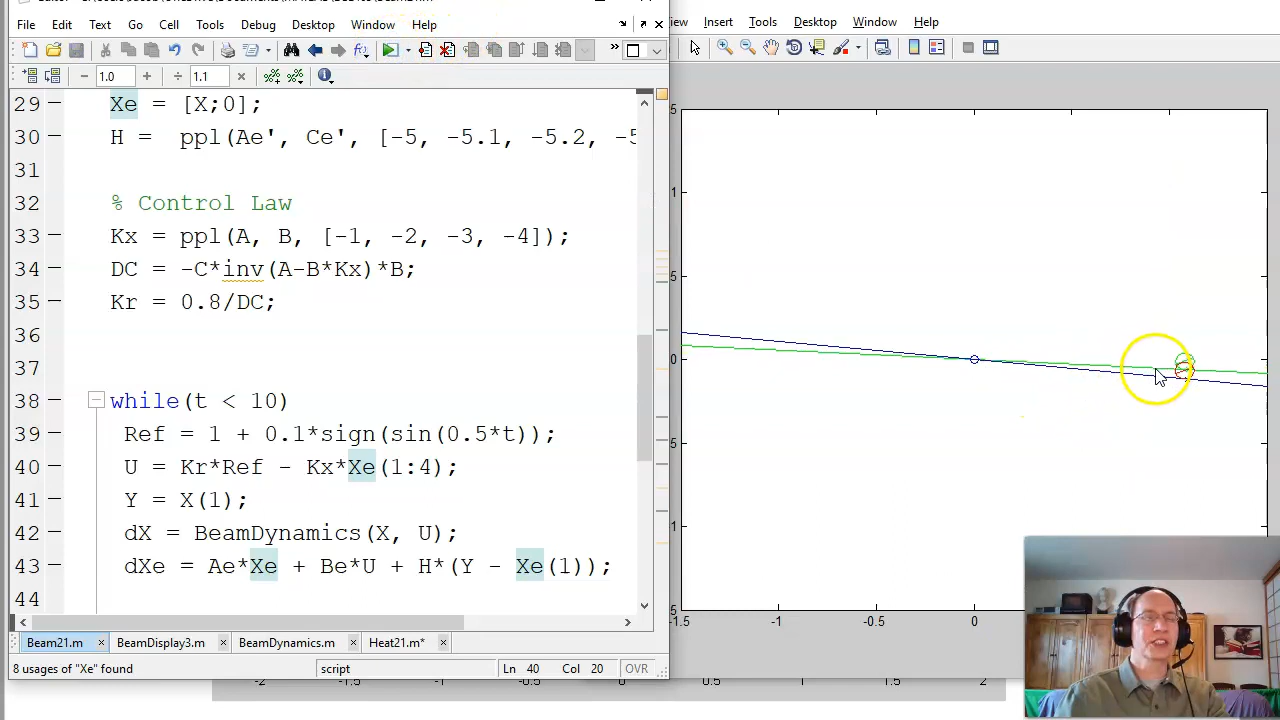 File Edit Text Go Cell Tools Debug Desktop Window Help
1.0
1.1
29 Xe = [X;0];
30 H = ppl(Ae', Ce', [-5, -5.1, -5.2, -5
31
32 % Control Law
33 Kx = ppl(A, B, [-1, -2, -3, -4]);
34 DC = -C*inv(A-B*Kx)*B;
35 Kr = 0.8/DC;
36
37
38 while(t < 10)
39 Ref = 1 + 0.1*sign(sin(0.5*t));
40 U = Kr*Ref - Kx*Xe(1:4);
41 Y = X(1);
42 dX = BeamDynamics(X, U);
43 dXe = Ae*Xe + Be*U + H*(Y - Xe(1));
44
Beam21.m BeamDisplay3.m BeamDynamics.m Heat21.m*
8 usages of "Xe" found
script
Ln 40 Col 20 OVR
Insert Tools Desktop Window Help
5
1
5
0
5
1
5
-1.5 -1 -0.5 0
-2 -1.5 -1 -0.5 0 0.5 1 1.5 2